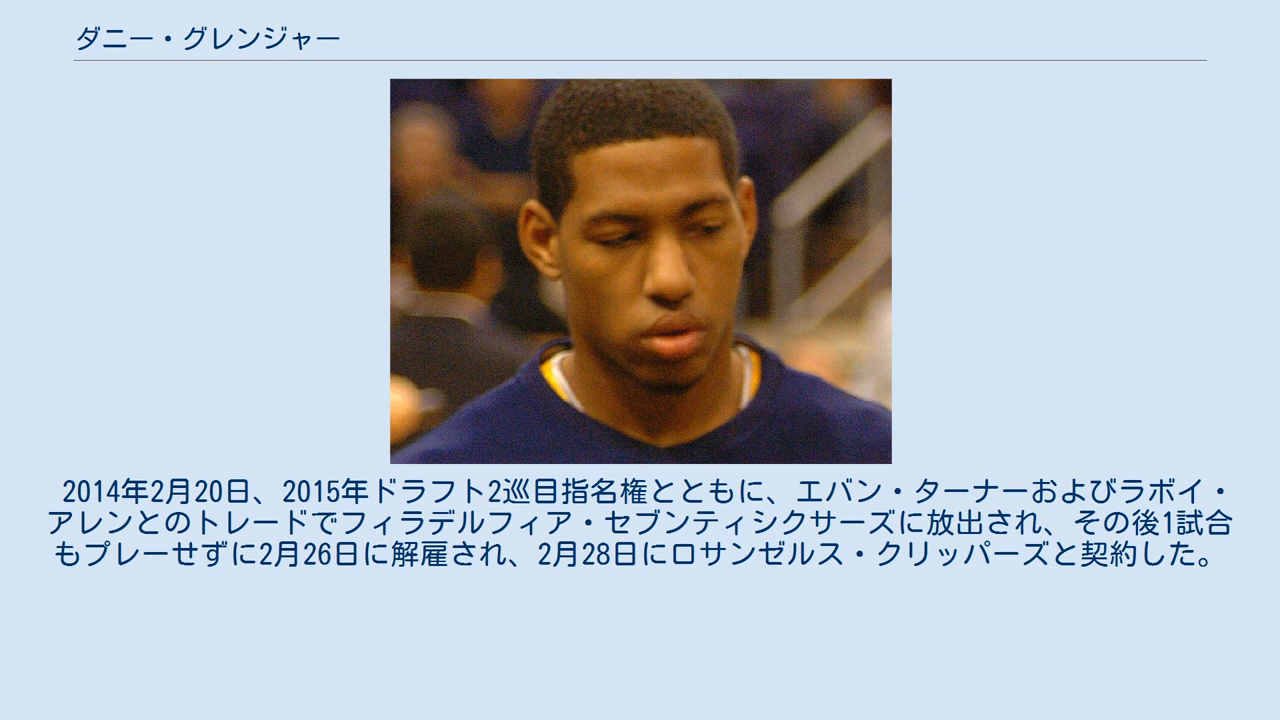 ダニー・グレンジャー
2014年2月20日、2015年ドラフト2巡目指名権とともに、エバン・ターナーおよびラボイ・
アレンとのトレードでフィラデルフィア・セブンティシクサーズに放出され、その後1試合
もプレーせずに2月26日に解雇され、2月28日にロサンゼルス・クリッパーズと契約した。